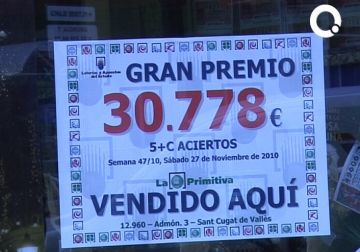 Loterías y Apuestas
del Estado
GRAN PREMIO
30.778€
5+C ACIERTOS
Semana 47/10, Sábado 27 de Noviembre de 2010
La Primitiva
VENDIDO AQUÍ
12.960 - Admón. 3 - Sant Cugat de Vallès